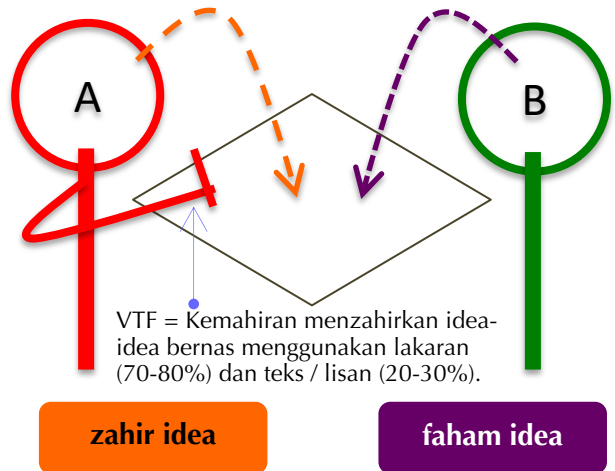 A
B
VTF = Kemahiran menzahirkan idea-
idea bernas menggunakan lakaran
(70-80%) dan teks / lisan (20-30%).
zahir idea
faham idea